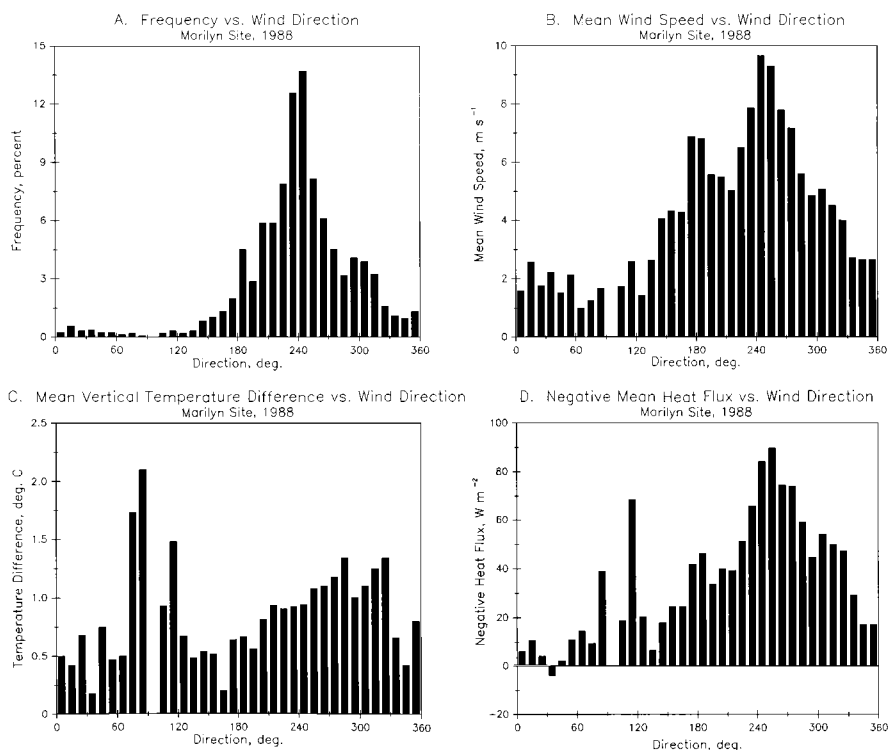 A. Frequency vs. Wind Direction
Marilyn Site, 1988
15
12
9
6
3
0
Frequency, percent
0 60 120 180 240 300 360
Direction, deg.
B. Mean Wind Speed vs. Wind Direction
Marilyn Site, 1988
10
8
6
4
2
0
Mean Wind Speed, m s⁻¹
0 60 120 180 240 300 360
Direction, deg.
C. Mean Vertical Temperature Difference vs. Wind Direction
Marilyn Site, 1988
2.5
2.0
1.5
1.0
0.5
0
Temperature Difference, deg. C
0 60 120 180 240 300 360
Direction, deg.
D. Negative Mean Heat Flux vs. Wind Direction
Marilyn Site, 1988
100
80
60
40
20
0
-20
Negative Heat Flux, W m⁻²
0 60 120 180 240 300 360
Direction, deg.